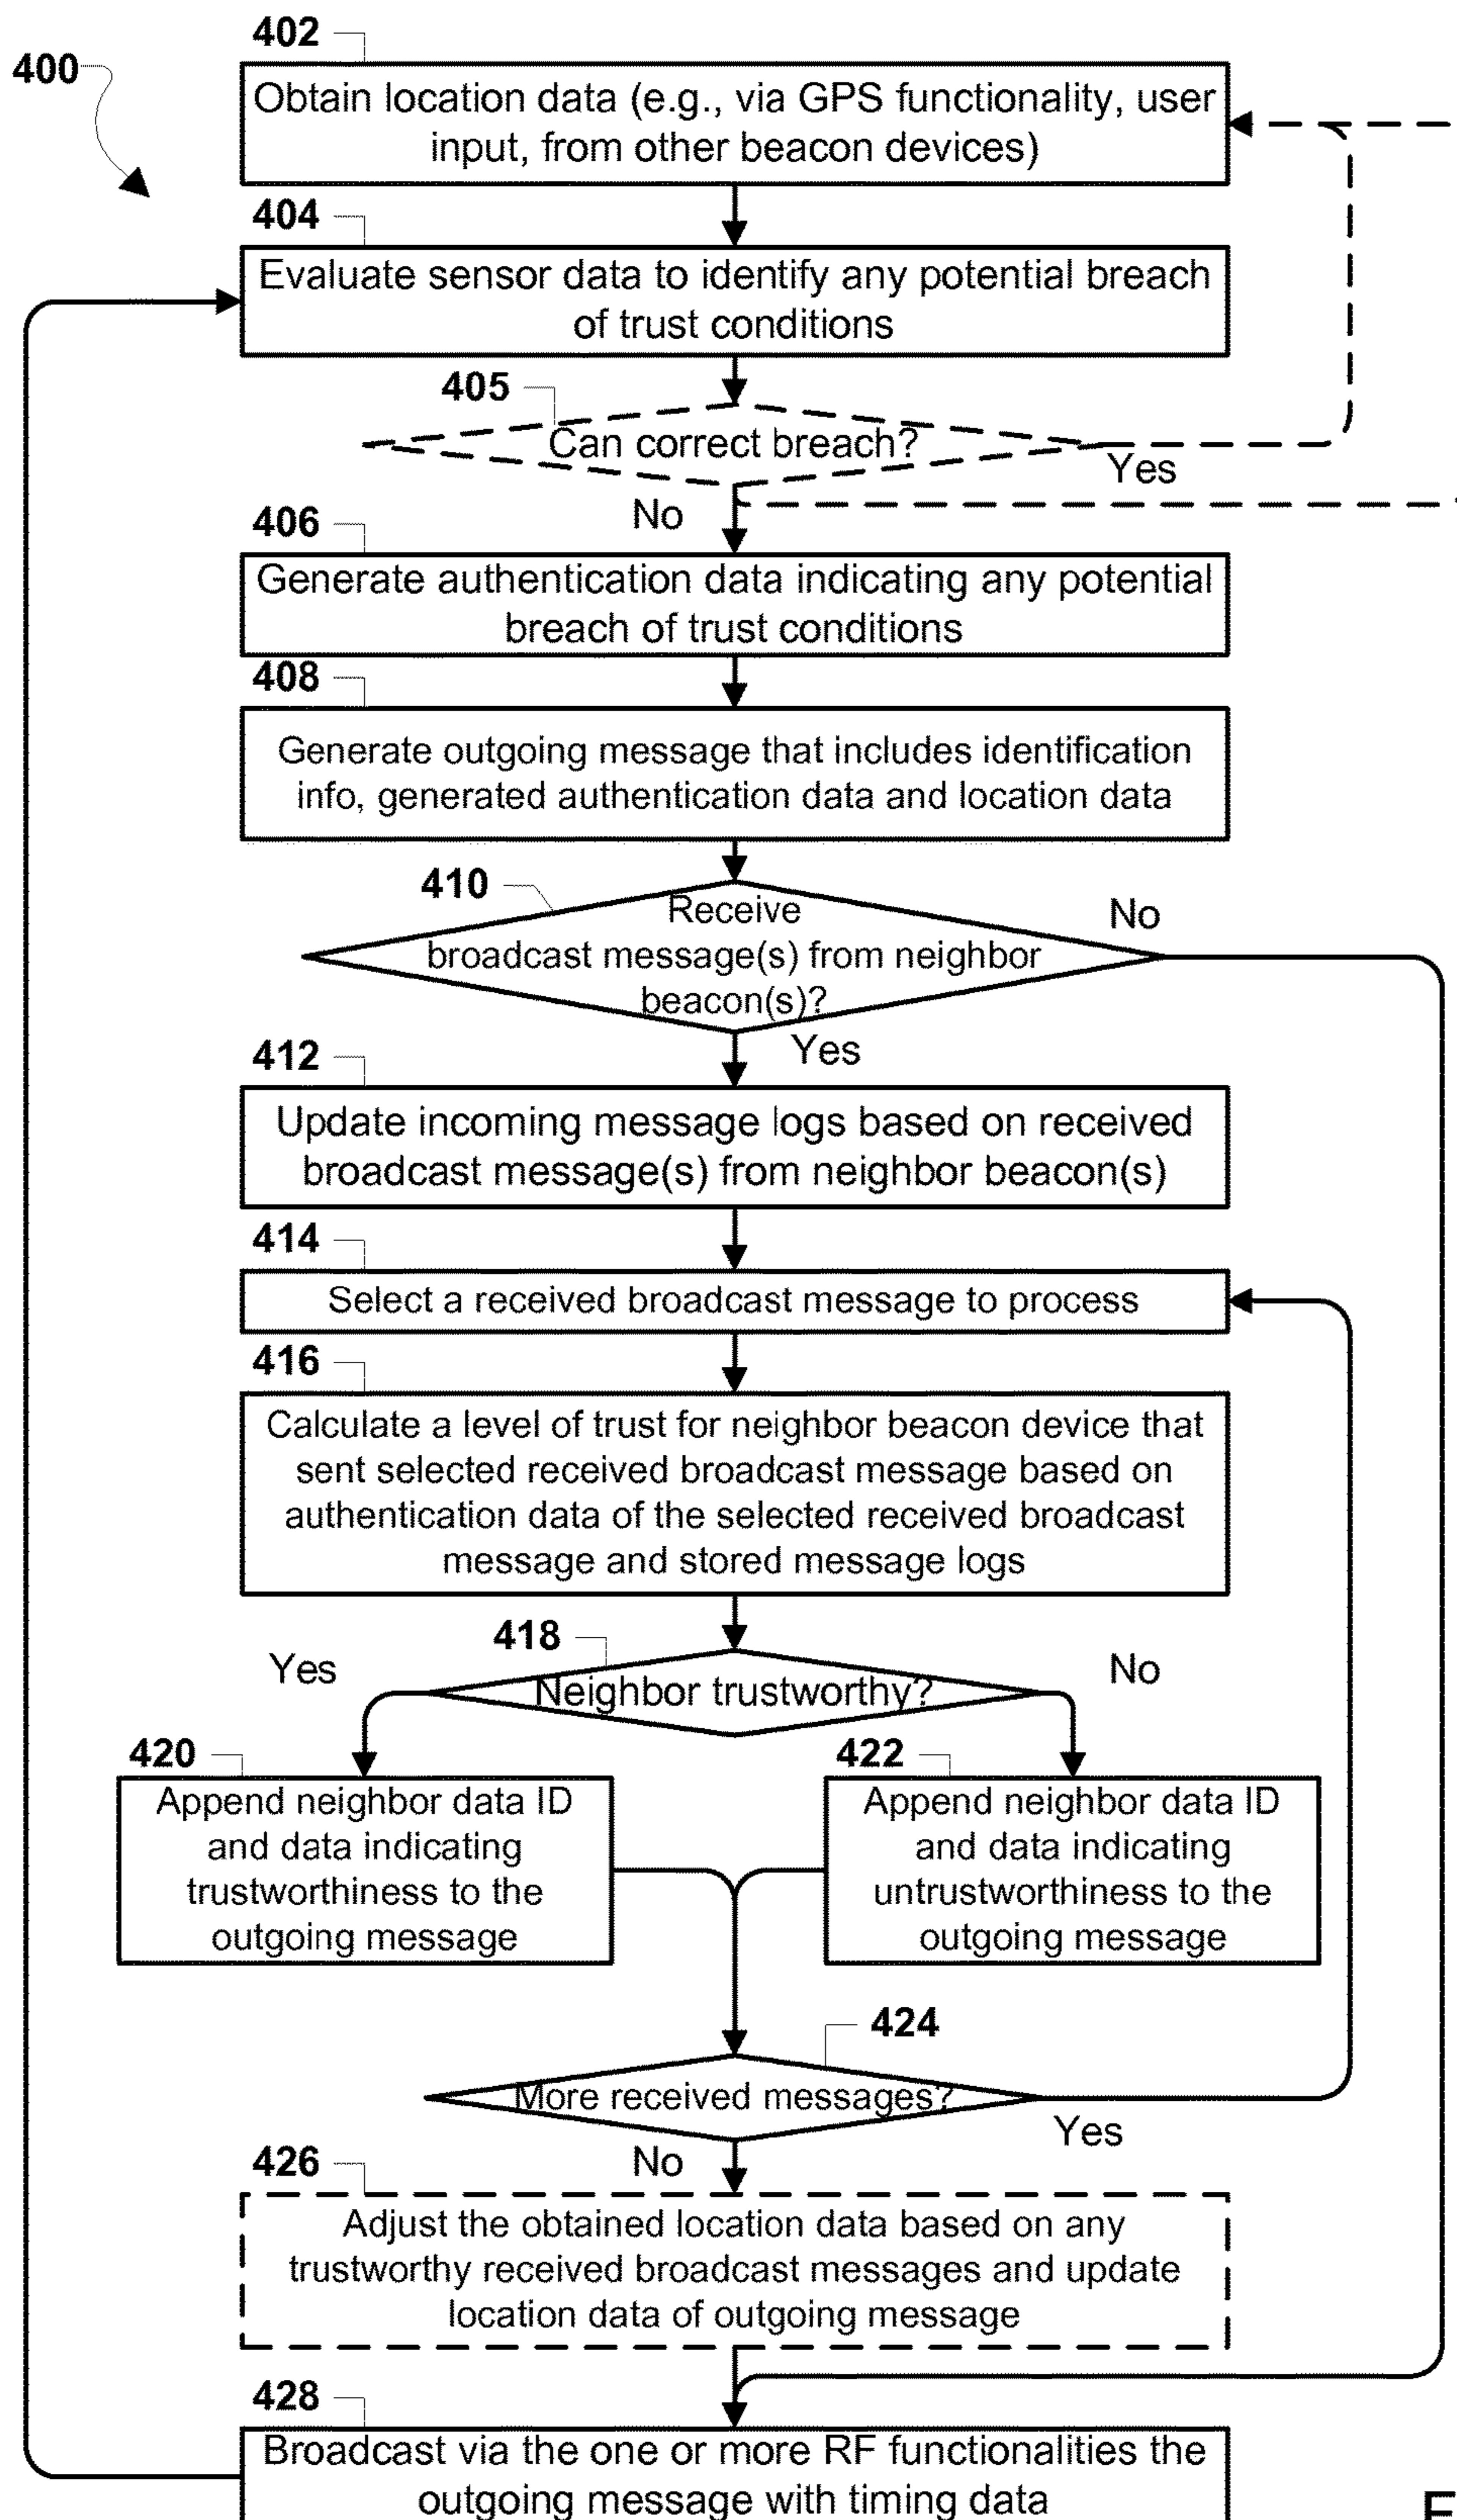 402
400
Obtain location data (e.g., via GPS functionality, user
input, from other beacon devices)
404
Evaluate sensor data to identify any potential breach
of trust conditions
405
Can correct breach?
Yes
No
406
Generate authentication data indicating any potential
breach of trust conditions
408
Generate outgoing message that includes identification
info, generated authentication data and location data
410
Receive
broadcast message(s) from neighbor
beacon(s)?
No
Yes
412
Update incoming message logs based on received
broadcast message(s) from neighbor beacon(s)
414
Select a received broadcast message to process
416
Calculate a level of trust for neighbor beacon device that
sent selected received broadcast message based on
authentication data of the selected received broadcast
message and stored message logs
418
Yes
No
Neighbor trustworthy?
420
Append neighbor data ID
and data indicating
trustworthiness to the
outgoing message
422
Append neighbor data ID
and data indicating
untrustworthiness to the
outgoing message
424
More received messages?
Yes
No
426
Adjust the obtained location data based on any
trustworthy received broadcast messages and update
location data of outgoing message
428
Broadcast via the one or more RF functionalities the
outgoing message with timing data